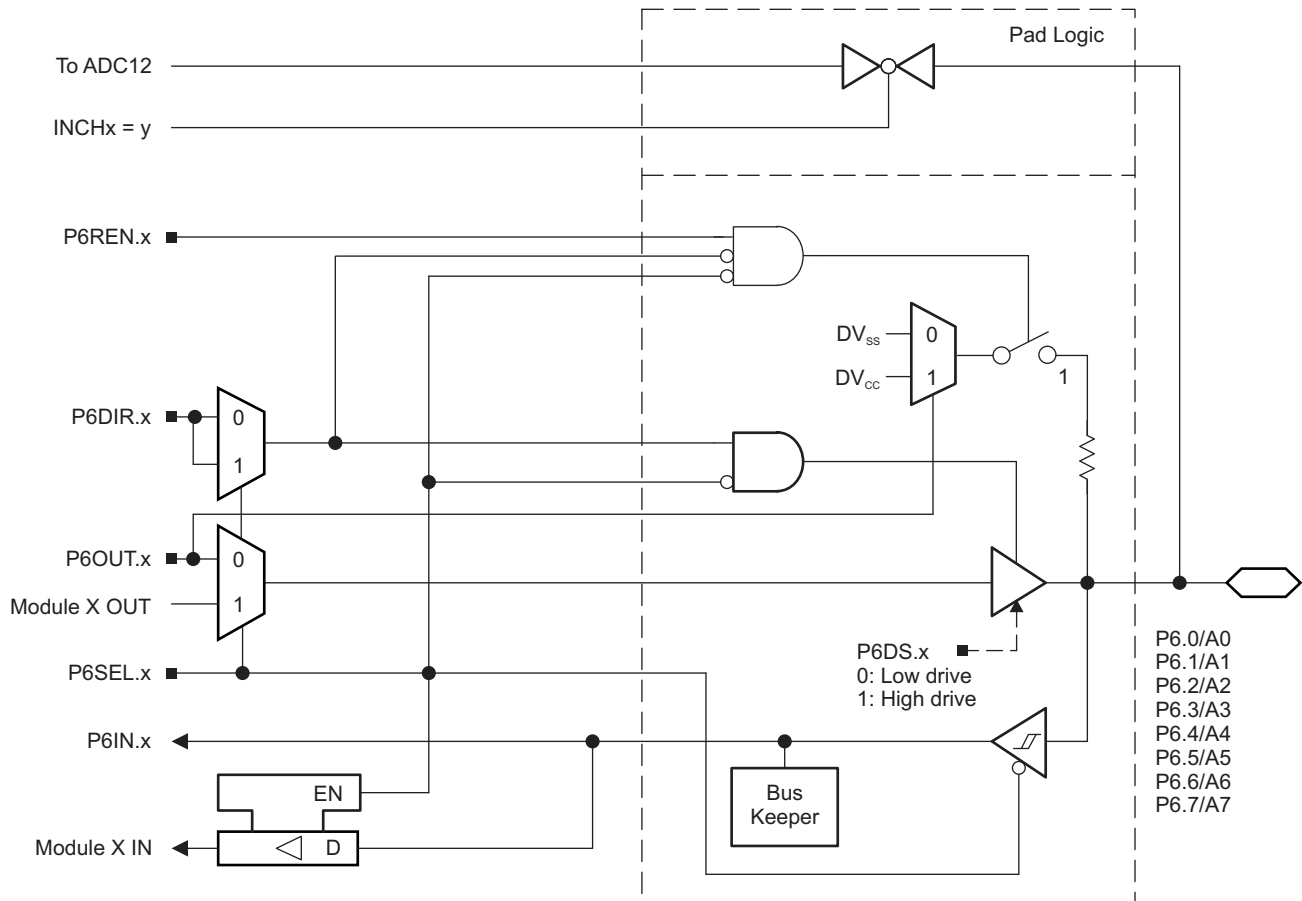 Pad Logic
To ADC12
INCHx = y
P6REN.x
DVSS
0
DVCC
1
1
P6DIR.x
0
1
P6OUT.x
0
Module X OUT
1
P6SEL.x
P6DS.x
0: Low drive
1: High drive
P6.0/A0
P6.1/A1
P6.2/A2
P6.3/A3
P6.4/A4
P6.5/A5
P6.6/A6
P6.7/A7
P6IN.x
EN
Bus
Keeper
Module X IN
D